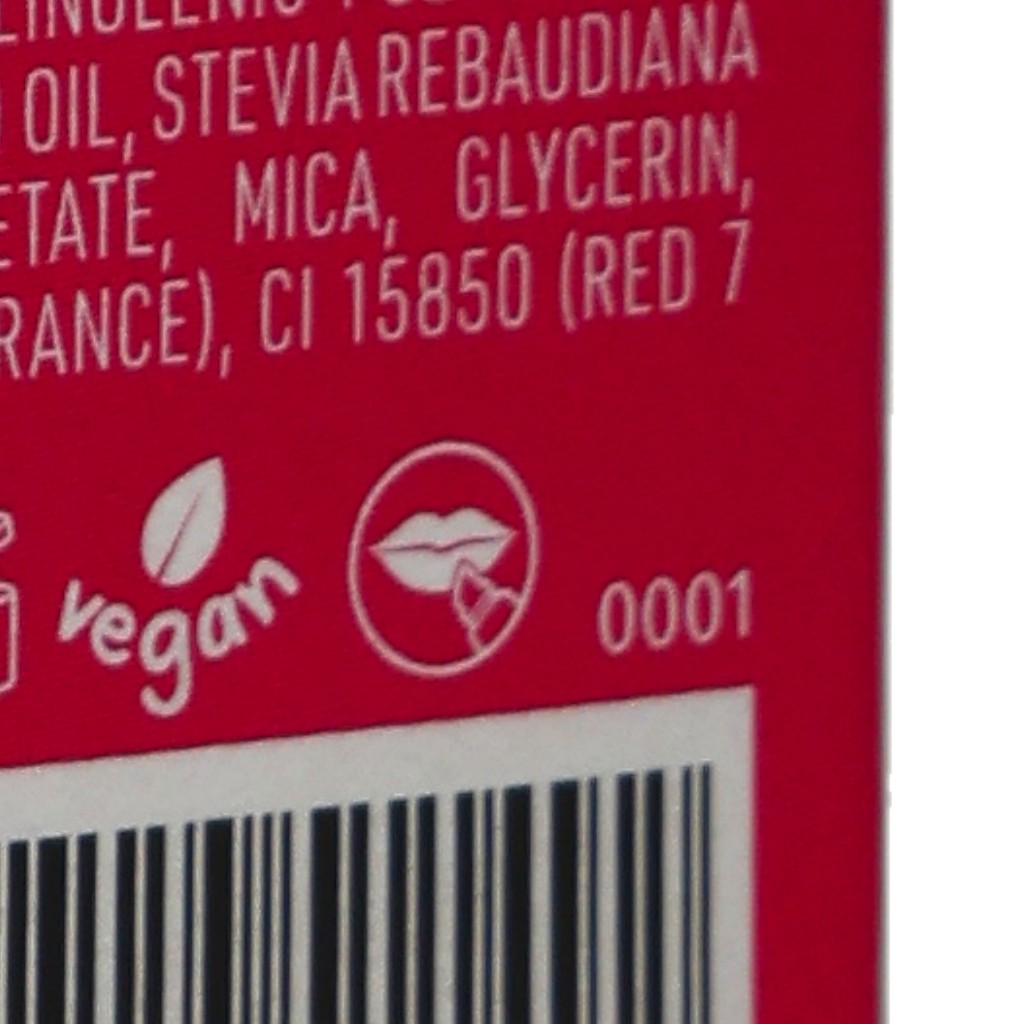 OIL, STEVIA REBAUDIANA
MICA, GLYCERIN,
CI 15850 (RED 7
vegan
0001